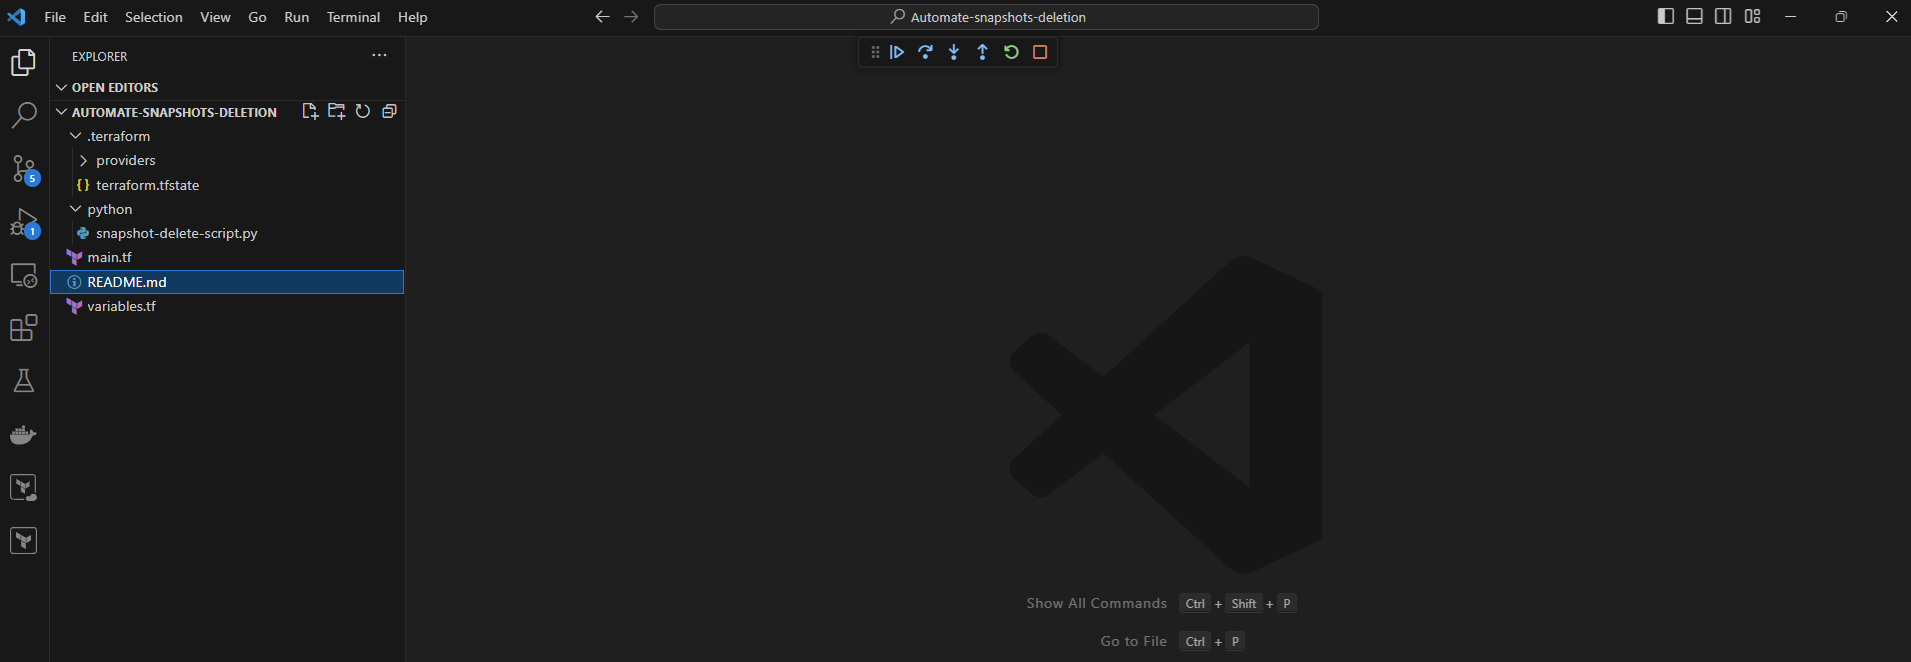 File Edit Selection View Go Run Terminal Help
Automate-snapshots-deletion
EXPLORER
OPEN EDITORS
AUTOMATE-SNAPSHOTS-DELETION
.terraform
providers
{} terraform.tfstate
python
snapshot-delete-script.py
main.tf
README.md
variables.tf
5
1
Show All Commands Ctrl + Shift + P
Go to File Ctrl + P